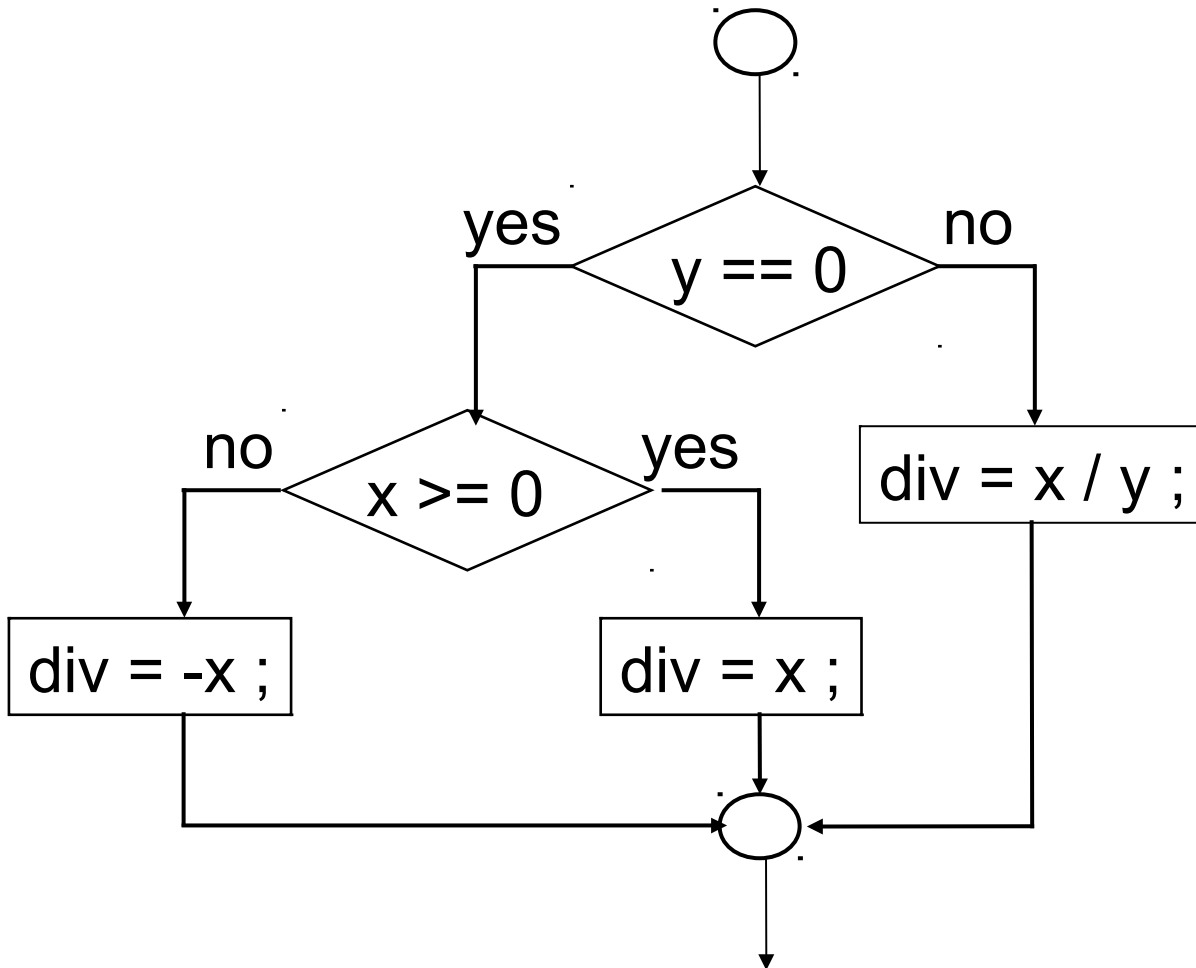 yes
y == 0
no
no
x >= 0
yes
div = x / y ;
div = -x ;
div = x ;